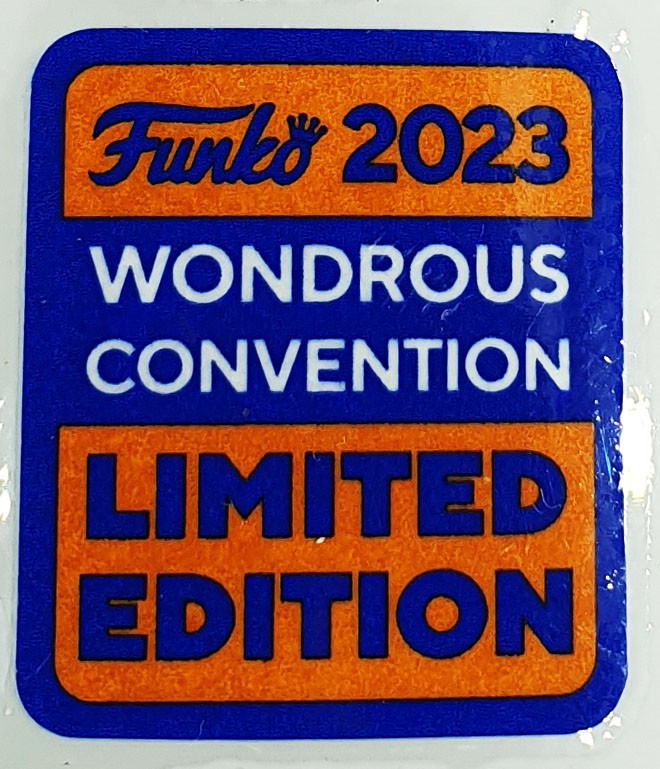 Funko 2023
WONDROUS
CONVENTION
LIMITED
EDITION